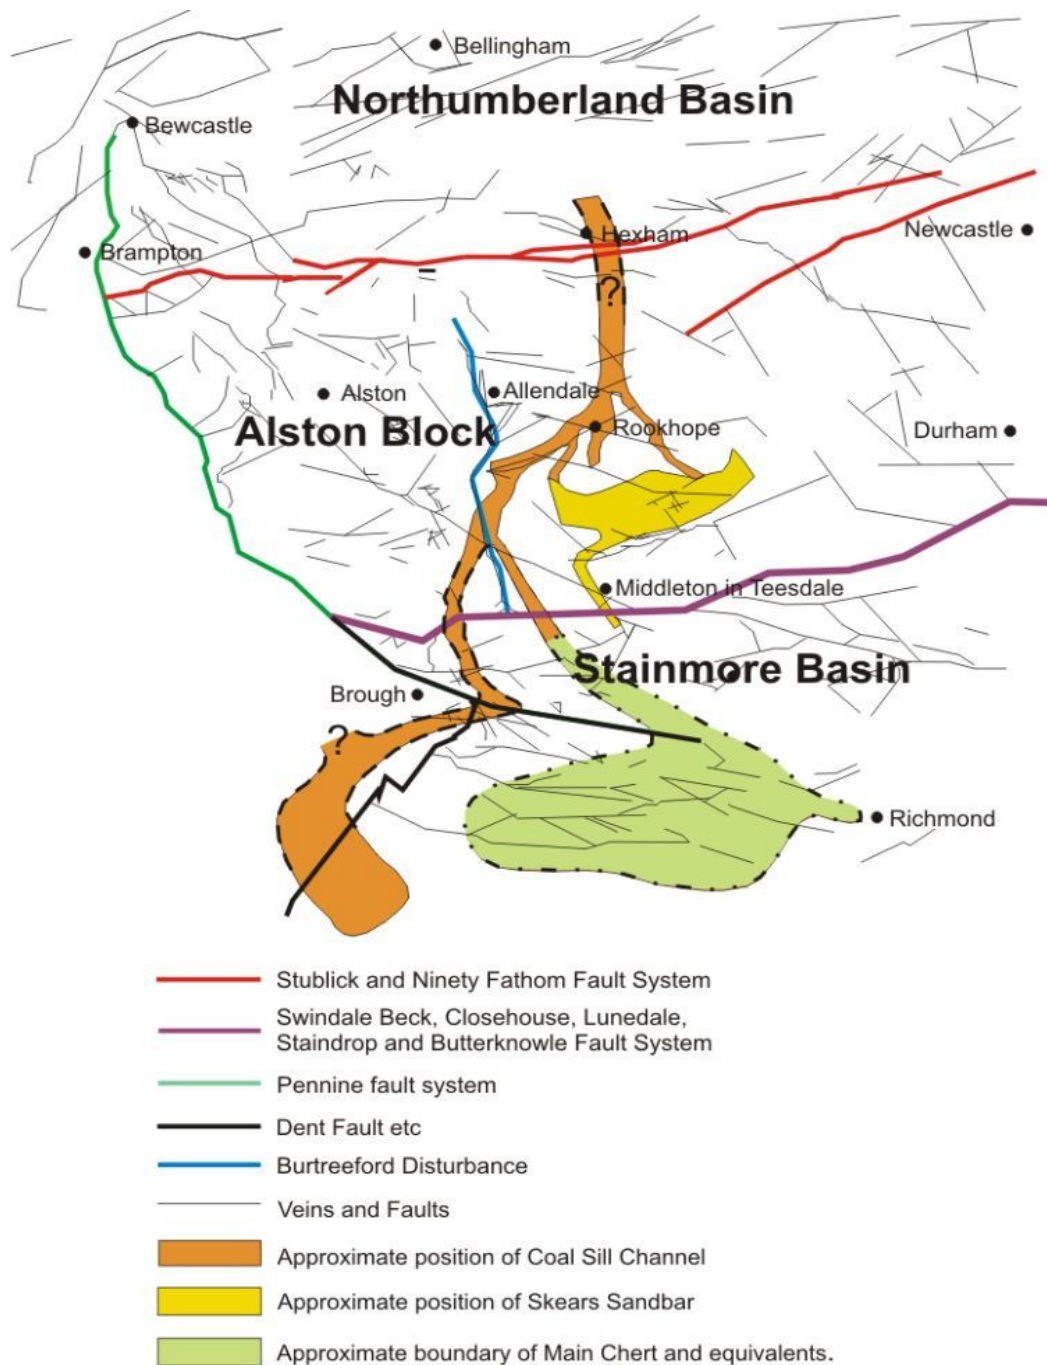 Bellingham
Northumberland Basin
Bewcastle
Hexham
Newcastle
Brampton
?
Alston
Allendale
Alston Block
Rookhope
Durham
Middleton in Teesdale
Stainmore Basin
Brough
?
Richmond
Stublick and Ninety Fathom Fault System
Swindale Beck, Closehouse, Lunedale,
Staindrop and Butterknowle Fault System
Pennine fault system
Dent Fault etc
Burtreeford Disturbance
Veins and Faults
Approximate position of Coal Sill Channel
Approximate position of Skears Sandbar
Approximate boundary of Main Chert and equivalents.